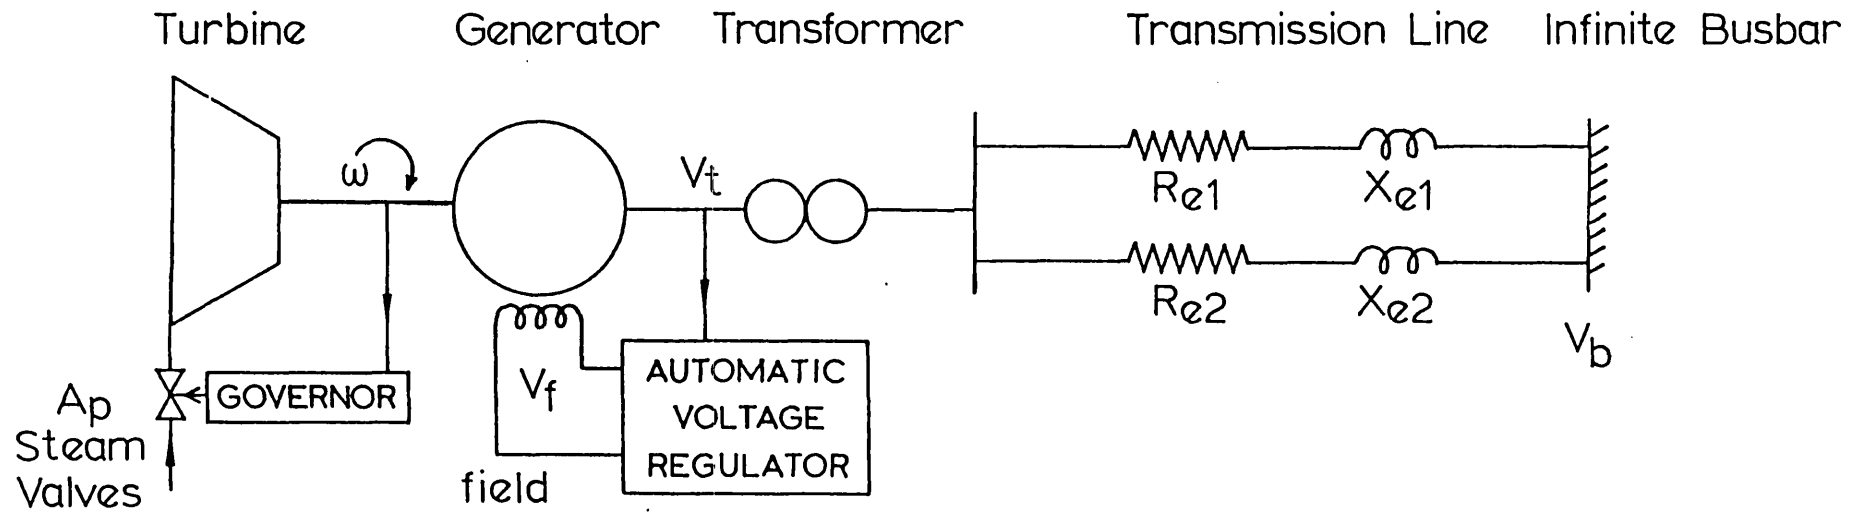 Turbine
Generator
Transformer
Transmission Line
Infinite Busbar
ω
Vt
Re1
Xe1
Re2
Xe2
Vb
Ap
Steam
Valves
GOVERNOR
Vf
field
AUTOMATIC
VOLTAGE
REGULATOR